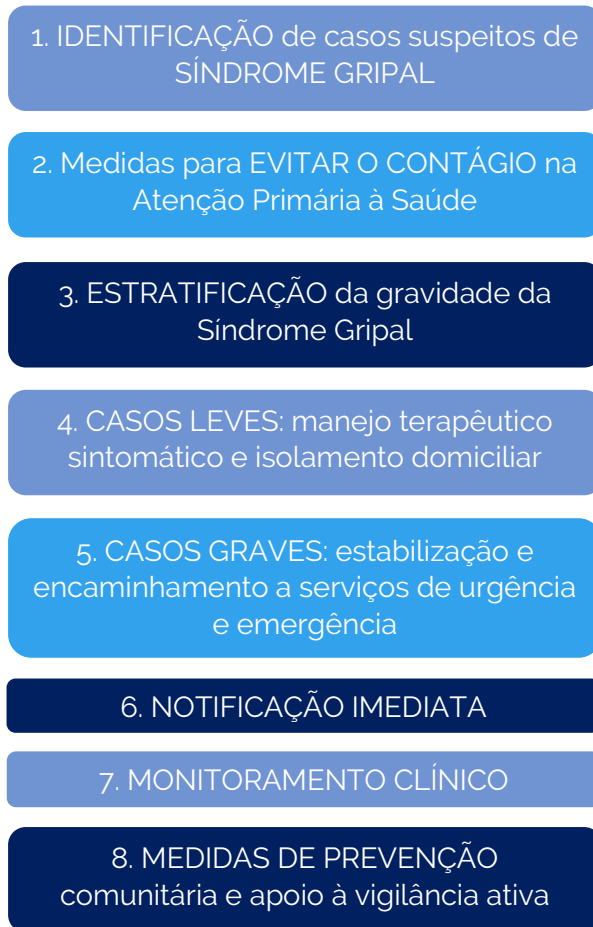 1. IDENTIFICAÇÃO de casos suspeitos de
SÍNDROME GRIPAL
2. Medidas para EVITAR O CONTÁGIO na
Atenção Primária à Saúde
3. ESTRATIFICAÇÃO da gravidade da
Síndrome Gripal
4. CASOS LEVES: manejo terapêutico
sintomático e isolamento domiciliar
5. CASOS GRAVES: estabilização e
encaminhamento a serviços de urgência
e emergência
6. NOTIFICAÇÃO IMEDIATA
7. MONITORAMENTO CLÍNICO
8. MEDIDAS DE PREVENÇÃO
comunitária e apoio à vigilância ativa